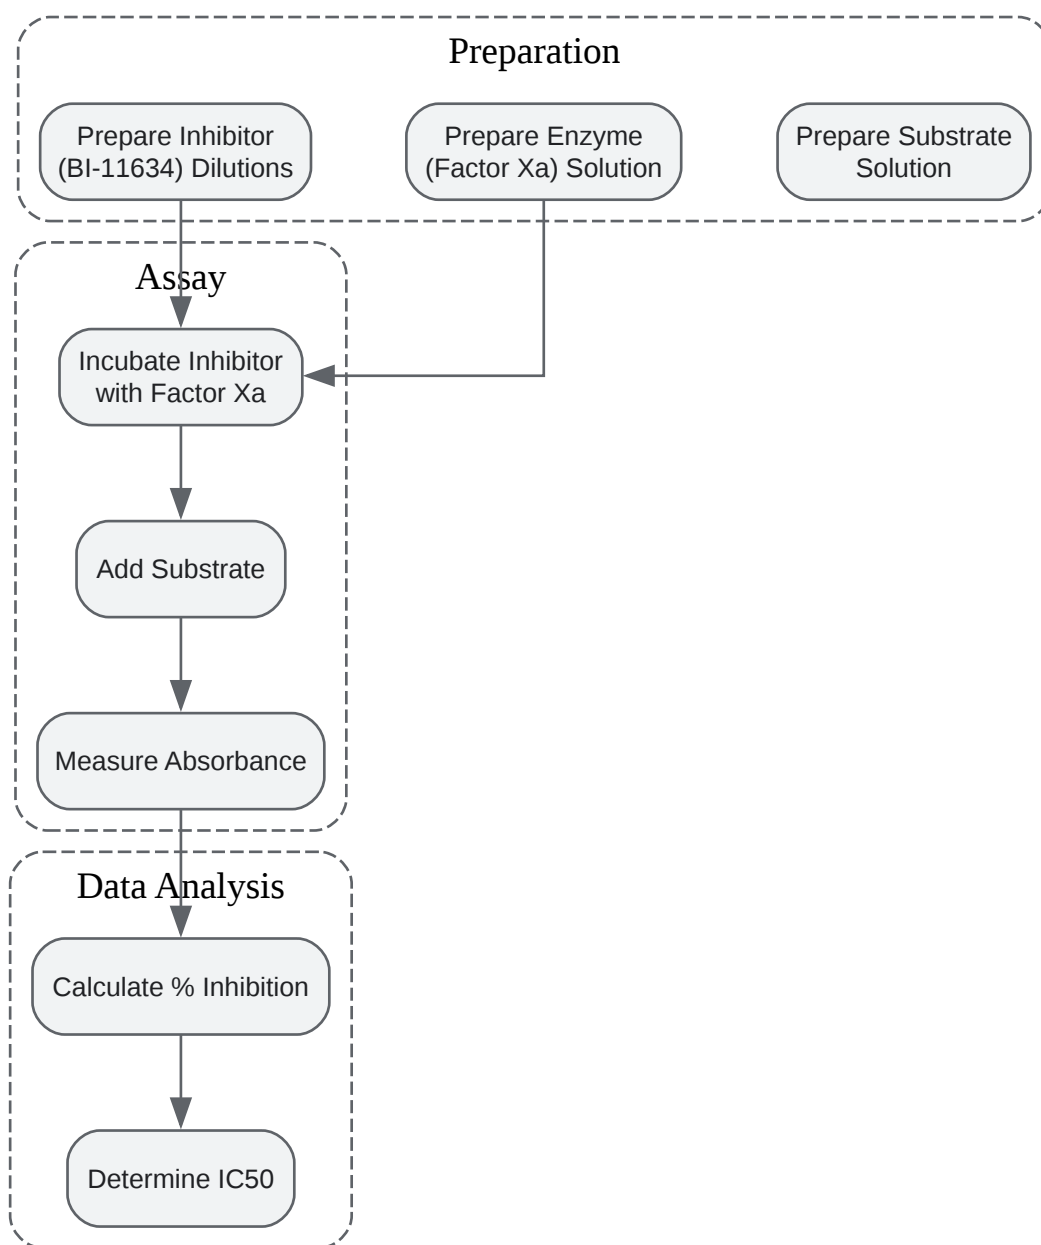 Preparation
Prepare Inhibitor
(BI-11634) Dilutions
Prepare Enzyme
(Factor Xa) Solution
Prepare Substrate
Solution
Assay
Incubate Inhibitor
with Factor Xa
Add Substrate
Measure Absorbance
Data Analysis
Calculate % Inhibition
Determine IC50